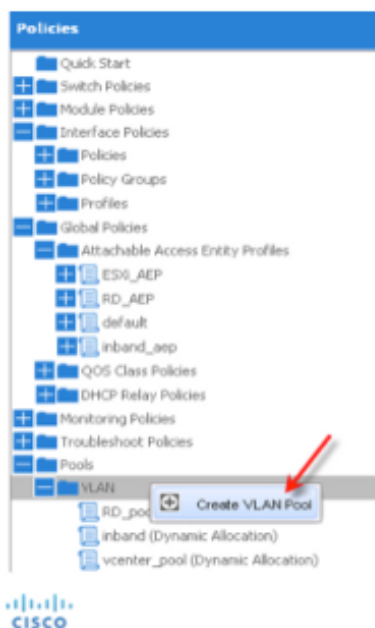 Policies
Quick Start
Switch Policies
Module Policies
Interface Policies
Policies
Policy Groups
Profiles
Global Policies
Attachable Access Entity Profiles
ESXi_AEP
RD_AEP
default
inband_aep
QOS Class Policies
DHCP Relay Policies
Monitoring Policies
Troubleshoot Policies
Pools
VLAN
Create VLAN Pool
inband (Dynamic Allocation)
vcenter_pool (Dynamic Allocation)
CISCO